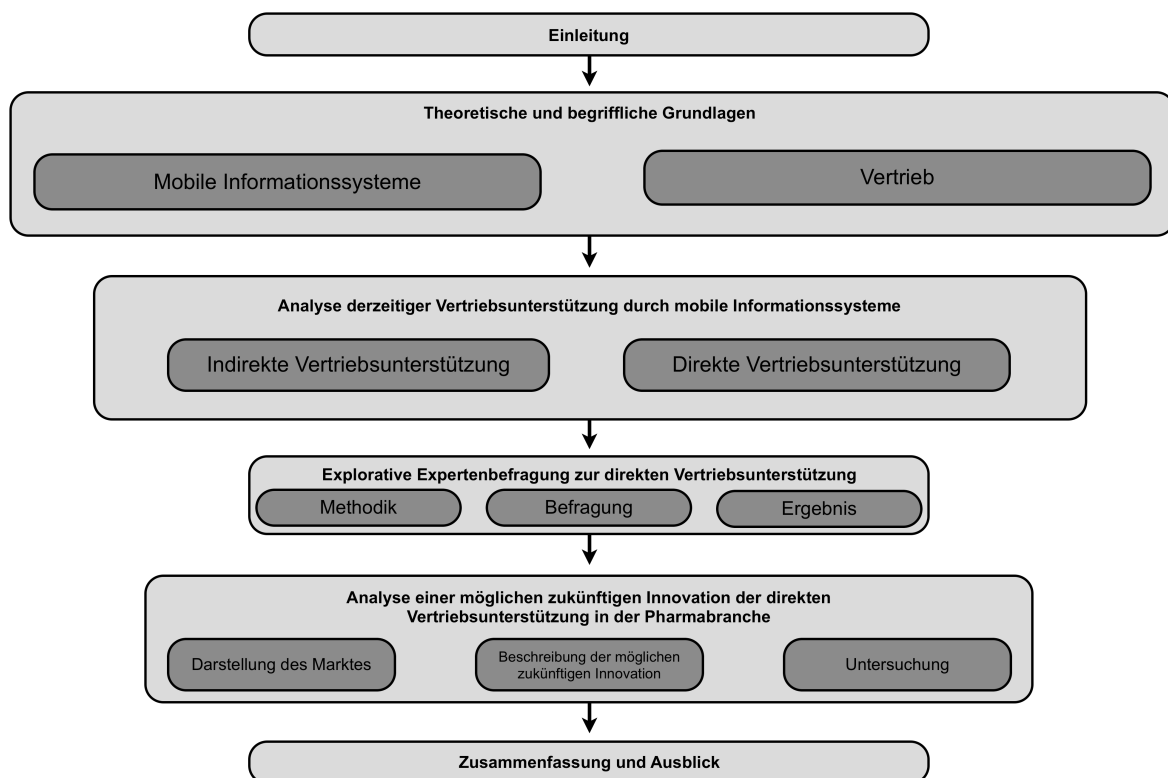 Einleitung
Theoretische und begriffliche Grundlagen
Mobile Informationssysteme
Vertrieb
Analyse derzeitiger Vertriebsunterstützung durch mobile Informationssysteme
Indirekte Vertriebsunterstützung
Direkte Vertriebsunterstützung
Explorative Expertenbefragung zur direkten Vertriebsunterstützung
Methodik
Befragung
Ergebnis
Analyse einer möglichen zukünftigen Innovation der direkten
Vertriebsunterstützung in der Pharmabranche
Darstellung des Marktes
Beschreibung der möglichen
zukünftigen Innovation
Untersuchung
Zusammenfassung und Ausblick